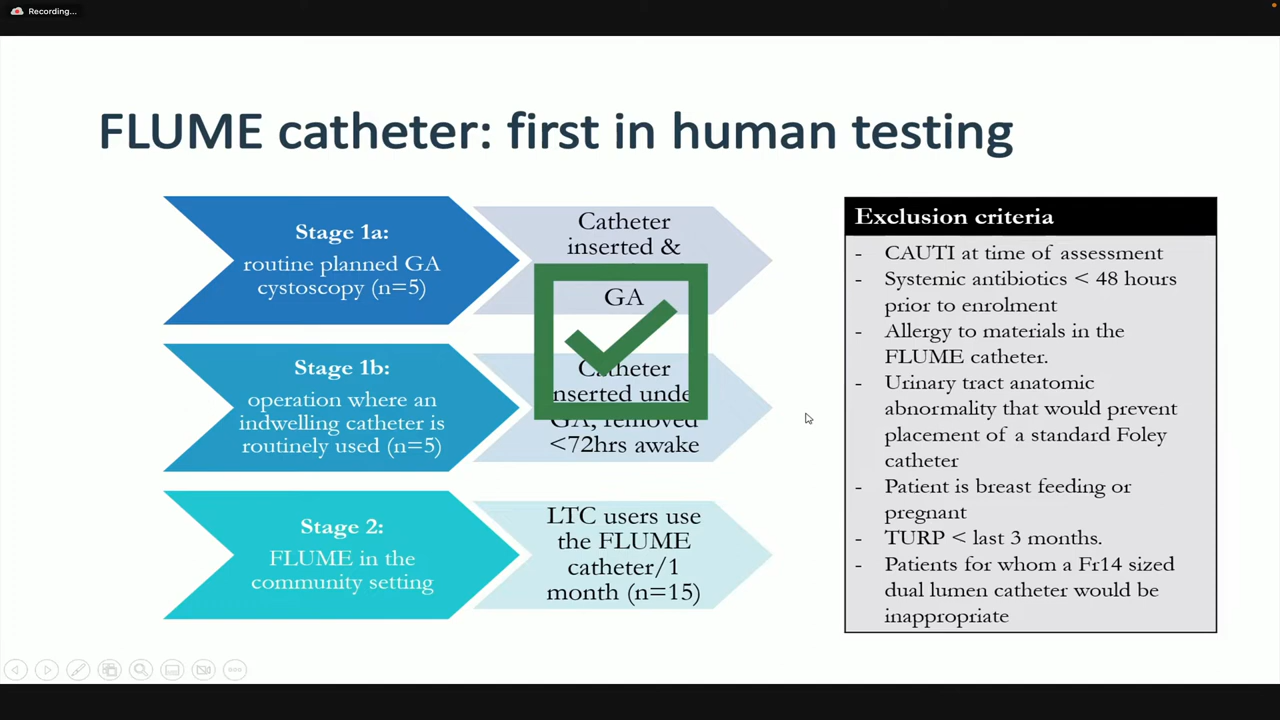 Recording...
FLUME catheter: first in human testing
Stage 1a:
routine planned GA
cystoscopy (n=5)
Catheter
inserted &
GA
Stage 1b:
operation where an
indwelling catheter is
routinely used (n=5)
Catheter
nserted unde
GA, removed
<72hrs awake
Stage 2:
FLUME in the
community setting
LTC users use
the FLUME
catheter/1
month (n=15)
Exclusion criteria
- CAUTI at time of assessment
- Systemic antibiotics < 48 hours
prior to enrolment
- Allergy to materials in the
FLUME catheter.
- Urinary tract anatomic
abnormality that would prevent
placement of a standard Foley
catheter
- Patient is breast feeding or
pregnant
- TURP < last 3 months.
- Patients for whom a Fr14 sized
dual lumen catheter would be
inappropriate